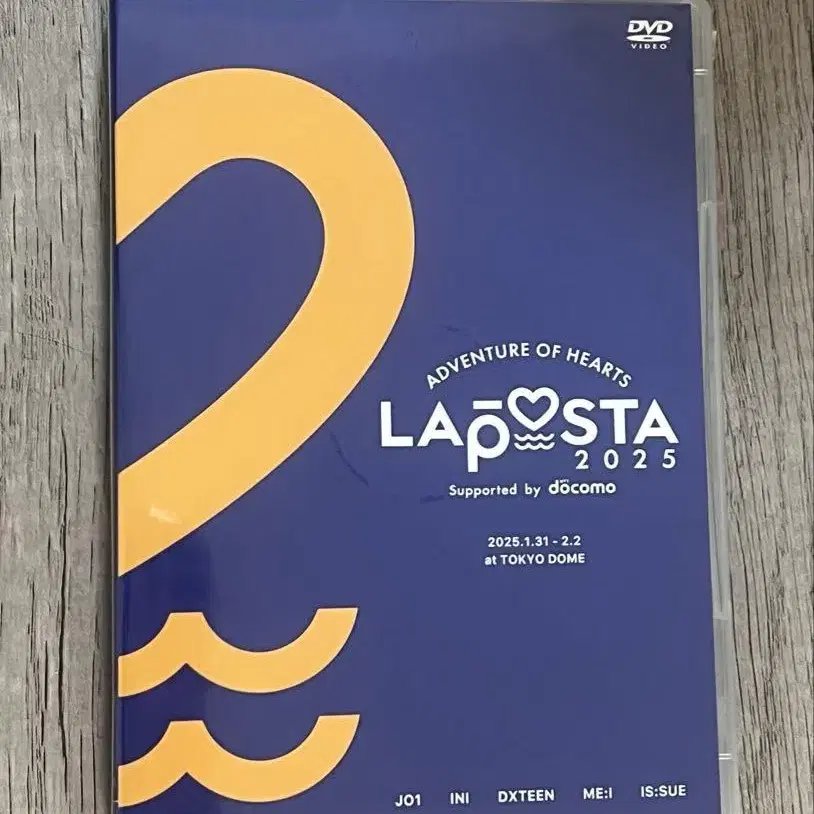 DVD
VIDEO
ADVENTURE OF HEARTS
LAPOSTA
2025
Supported by döcomo
2025.1.31 - 2.2
at TOKYO DOME
JO1 INI DXTEEN ME:I IS:SUE